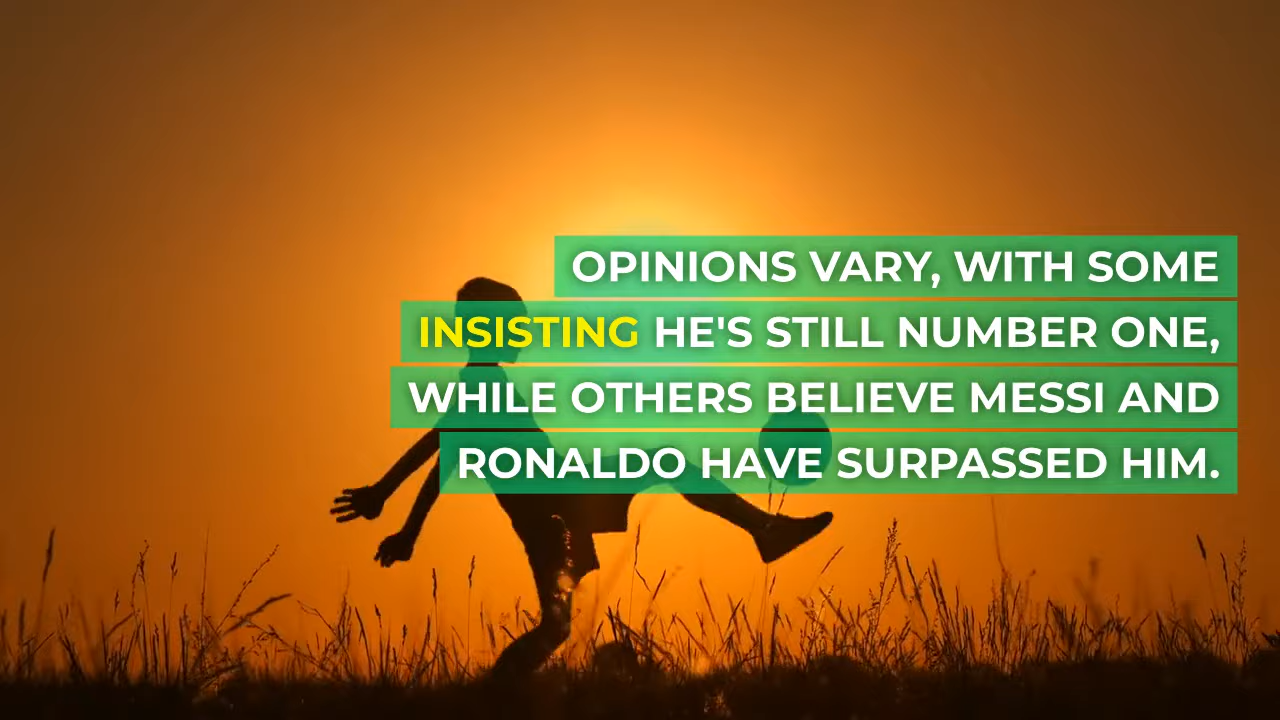 OPINIONS VARY, WITH SOME
INSISTING HE'S STILL NUMBER ONE,
WHILE OTHERS BELIEVE MESSI AND
RONALDO HAVE SURPASSED HIM.